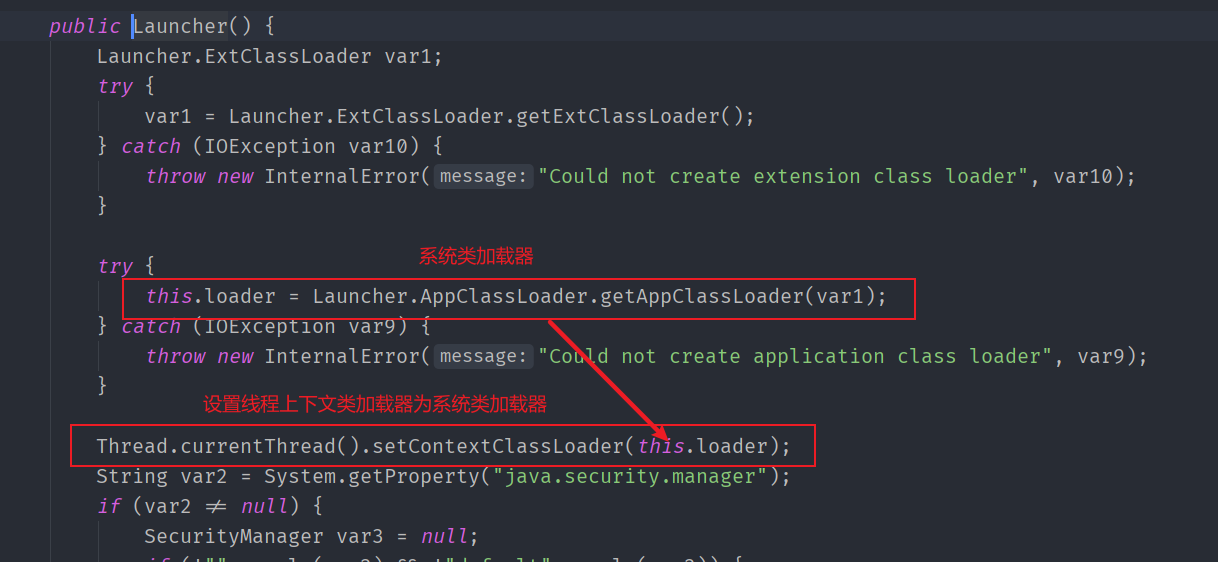 public Launcher() {
Launcher.ExtClassLoader var1;
try {
var1 = Launcher.ExtClassLoader.getExtClassLoader();
} catch (IOException var10) {
throw new InternalError( message: "Could not create extension class loader", var10);
}
系统类加载器
try {
this.loader = Launcher.AppClassLoader.getAppClassLoader(var1);
} catch (IOException var9) {
throw new InternalError( message: "Could not create application class loader", var9);
}
设置线程上下文类加载器为系统类加载器
Thread.currentThread().setContextClassLoader(this.loader);
String var2 = System.getProperty("java.security.manager");
if (var2 ≠ null) {
SecurityManager var3 = null;